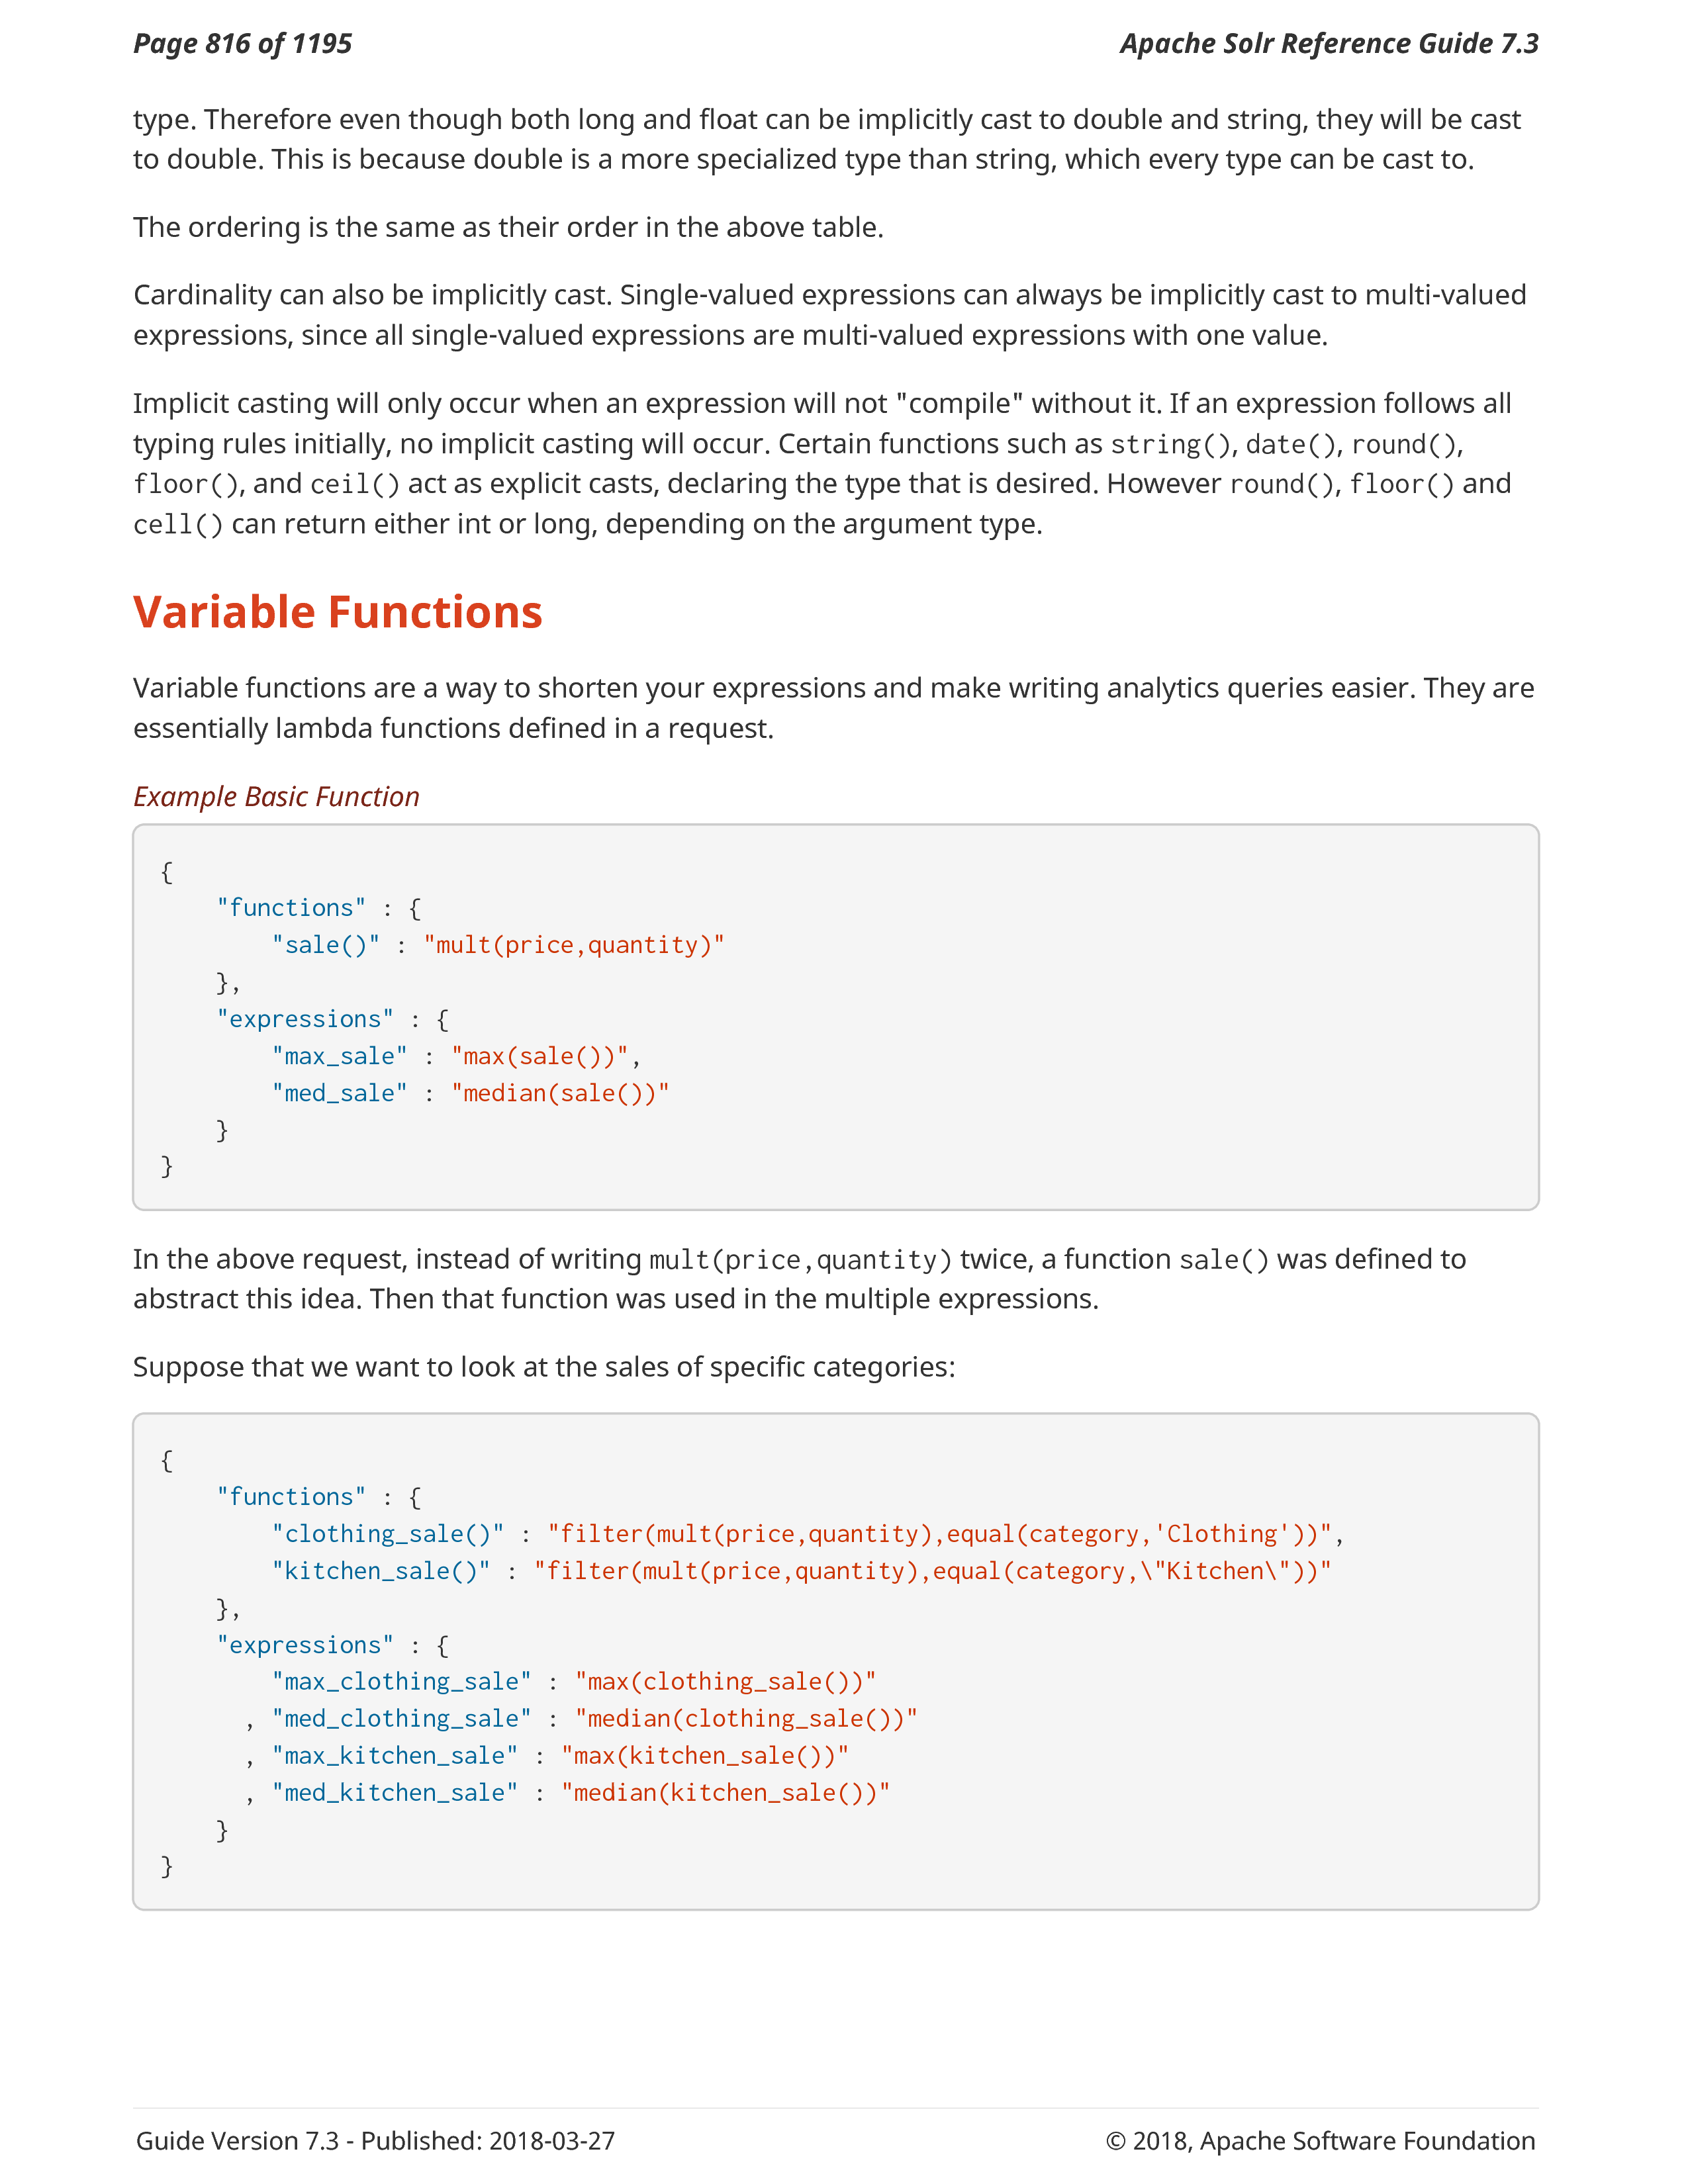 Page 816 of 1195
Apache Solr Reference Guide 7.3
type. Therefore even though both long and float can be implicitly cast to double and string, they will be cast
to double. This is because double is a more specialized type than string, which every type can be cast to.
The ordering is the same as their order in the above table.
Cardinality can also be implicitly cast. Single-valued expressions can always be implicitly cast to multi-valued
expressions, since all single-valued expressions are multi-valued expressions with one value.
Implicit casting will only occur when an expression will not "compile" without it. If an expression follows all
typing rules initially, no implicit casting will occur. Certain functions such as string(), date(), round(),
floor(), and ceil() act as explicit casts, declaring the type that is desired. However round(), floor() and
cell() can return either int or long, depending on the argument type.
Variable Functions
Variable functions are a way to shorten your expressions and make writing analytics queries easier. They are
essentially lambda functions defined in a request.
Example Basic Function
{
    "functions" : {
        "sale()" : "mult(price,quantity)"
    },
    "expressions" : {
        "max_sale" : "max(sale())",
        "med_sale" : "median(sale())"
    }
}
In the above request, instead of writing mult(price,quantity) twice, a function sale() was defined to
abstract this idea. Then that function was used in the multiple expressions.
Suppose that we want to look at the sales of specific categories:
{
    "functions" : {
        "clothing_sale()" : "filter(mult(price,quantity),equal(category,'Clothing'))",
        "kitchen_sale()" : "filter(mult(price,quantity),equal(category,\"Kitchen\"))"
    },
    "expressions" : {
        "max_clothing_sale" : "max(clothing_sale())"
      , "med_clothing_sale" : "median(clothing_sale())"
      , "max_kitchen_sale" : "max(kitchen_sale())"
      , "med_kitchen_sale" : "median(kitchen_sale())"
    }
}
Guide Version 7.3 - Published: 2018-03-27
© 2018, Apache Software Foundation